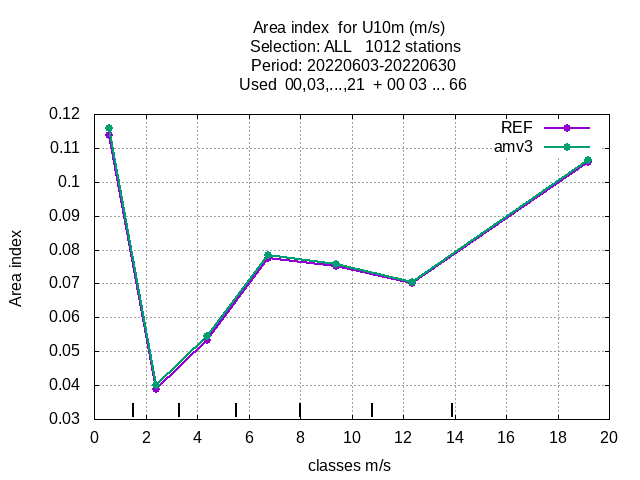 Area index  for U10m (m/s)
Selection: ALL   1012 stations
Period: 20220603-20220630
Used  00,03,...,21  + 00 03 ... 66
REF
amv3
0.12
0.11
0.1
0.09
0.08
0.07
0.06
0.05
0.04
0.03
Area index
0 2 4 6 8 10 12 14 16 18 20
classes m/s